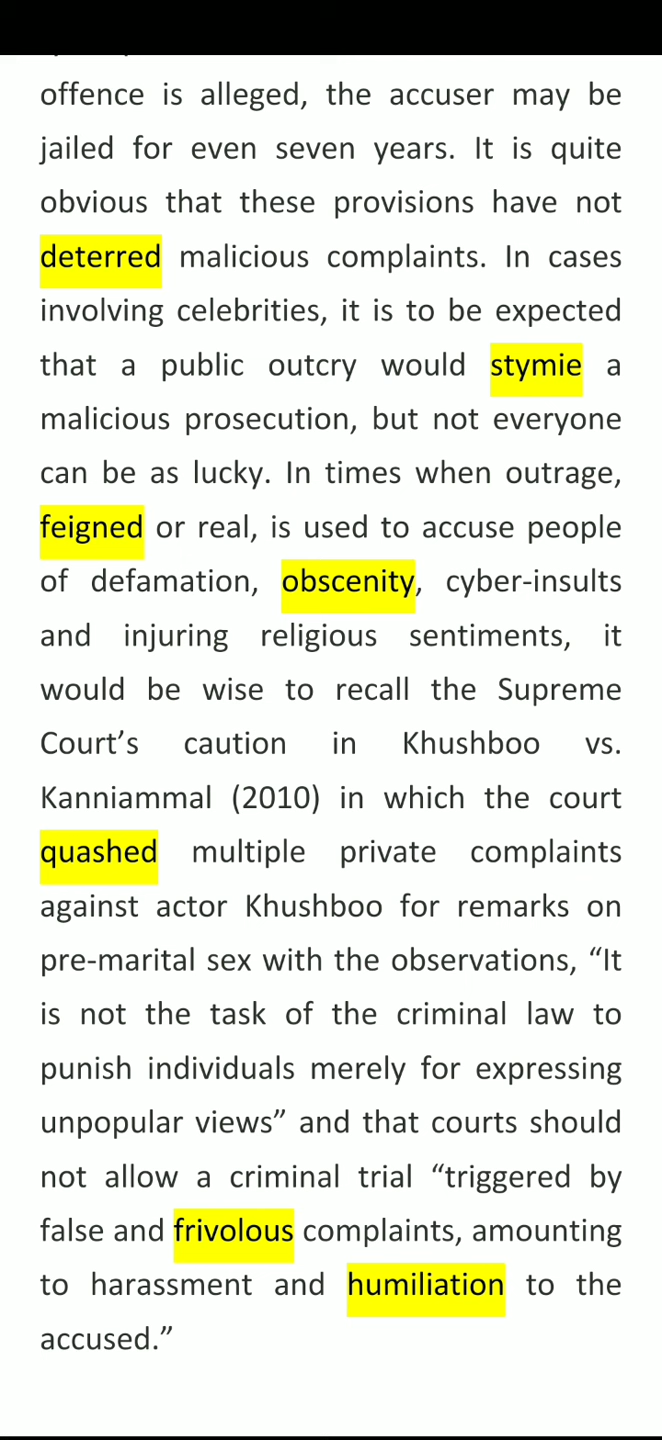 offence is alleged, the accuser may be
jailed for even seven years. It is quite
obvious that these provisions have not
deterred malicious complaints. In cases
involving celebrities, it is to be expected
that a public outcry would stymie a
malicious prosecution, but not everyone
can be as lucky. In times when outrage,
feigned or real, is used to accuse people
of defamation, obscenity, cyber-insults
and injuring religious sentiments, it
would be wise to recall the Supreme
Court’s caution in Khushboo vs.
Kanniammal (2010) in which the court
quashed multiple private complaints
against actor Khushboo for remarks on
pre-marital sex with the observations, “It
is not the task of the criminal law to
punish individuals merely for expressing
unpopular views” and that courts should
not allow a criminal trial “triggered by
false and frivolous complaints, amounting
to harassment and humiliation to the
accused.”